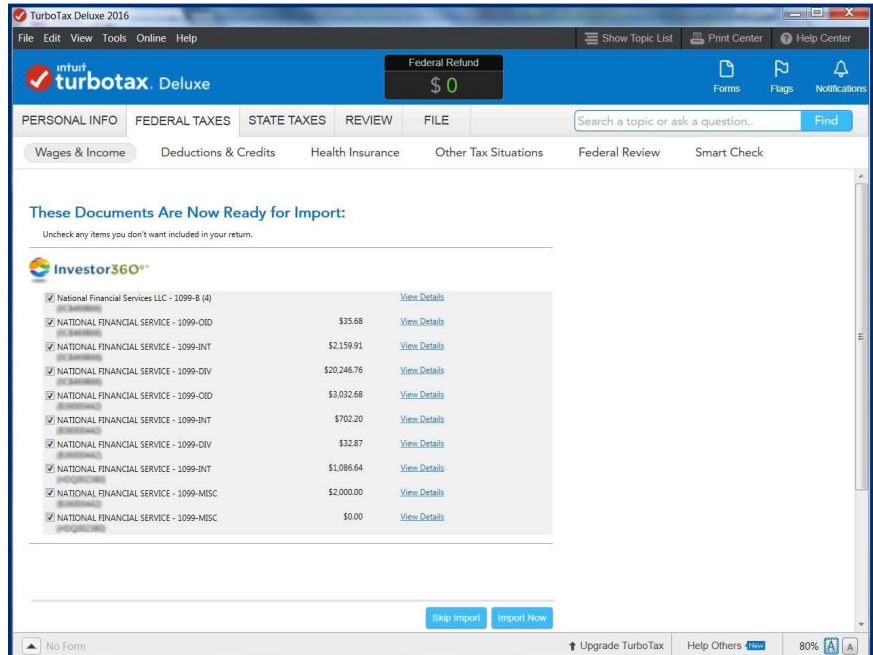 TurboTax Deluxe 2016
File Edit View Tools Online Help Show Topic List Print Center Help Center
intuit
turbotax. Deluxe
Federal Refund
$ 0
Forms Flags Notifications
PERSONAL INFO FEDERAL TAXES STATE TAXES REVIEW FILE Search a topic or ask a question.. Find
Wages & Income Deductions & Credits Health Insurance Other Tax Situations Federal Review Smart Check
These Documents Are Now Ready for Import:
Uncheck any items you don't want included in your return.
Investor360°
National Financial Services LLC - 1099-B (4) View Details
NATIONAL FINANCIAL SERVICE - 1099-OID $35.68 View Details
NATIONAL FINANCIAL SERVICE - 1099-INT $2,159.91 View Details
NATIONAL FINANCIAL SERVICE - 1099-DIV $20,246.76 View Details
NATIONAL FINANCIAL SERVICE - 1099-OID $3,032.68 View Details
NATIONAL FINANCIAL SERVICE - 1099-INT $702.20 View Details
NATIONAL FINANCIAL SERVICE - 1099-DIV $32.87 View Details
NATIONAL FINANCIAL SERVICE - 1099-INT $1,086.64 View Details
NATIONAL FINANCIAL SERVICE - 1099-MISC $2,000.00 View Details
NATIONAL FINANCIAL SERVICE - 1099-MISC $0.00 View Details
Skip Import Import Now
No Form Upgrade TurboTax Help Others New 80% A A